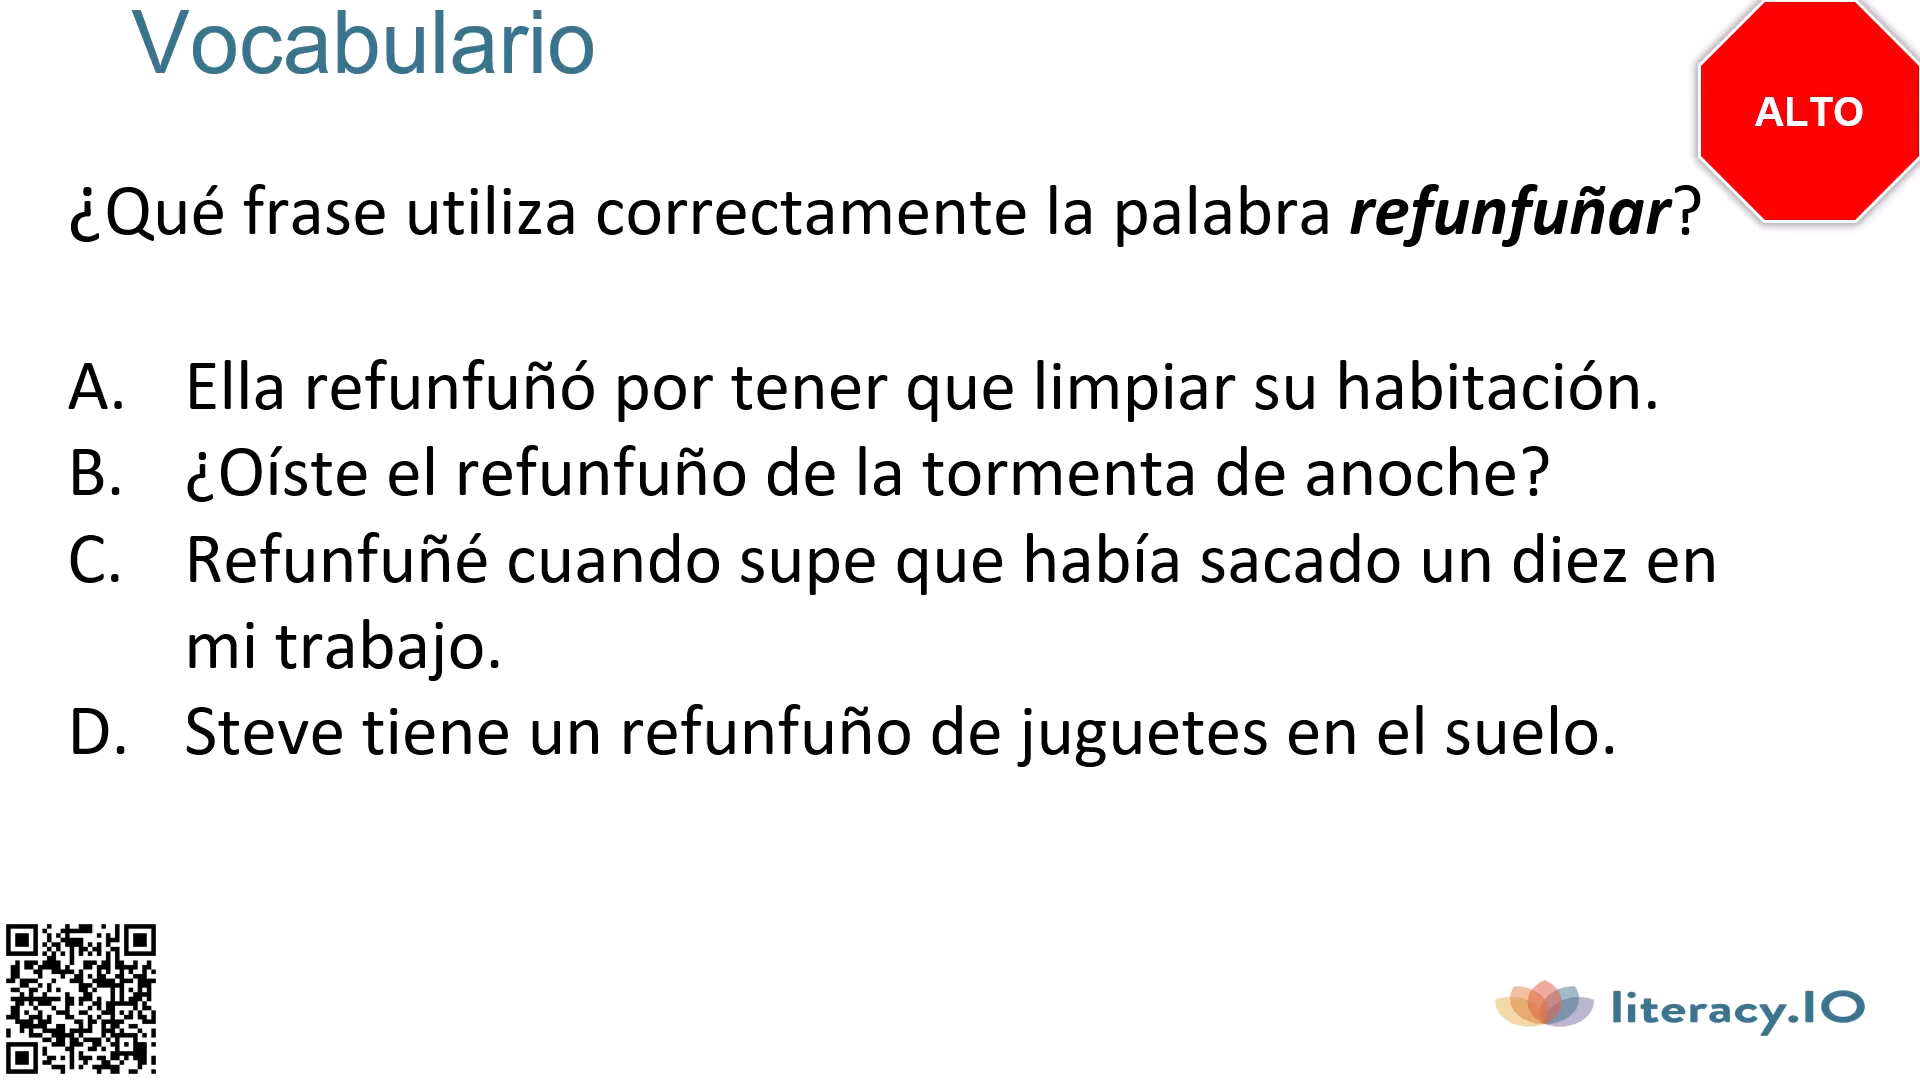 Vocabulario
ALTO
¿Qué frase utiliza correctamente la palabra refunfuñar?
A. Ella refunfuñó por tener que limpiar su habitación.
B. ¿Oíste el refunfuño de la tormenta de anoche?
C. Refunfuñé cuando supe que había sacado un diez en
mi trabajo.
D. Steve tiene un refunfuño de juguetes en el suelo.
literacy.IO